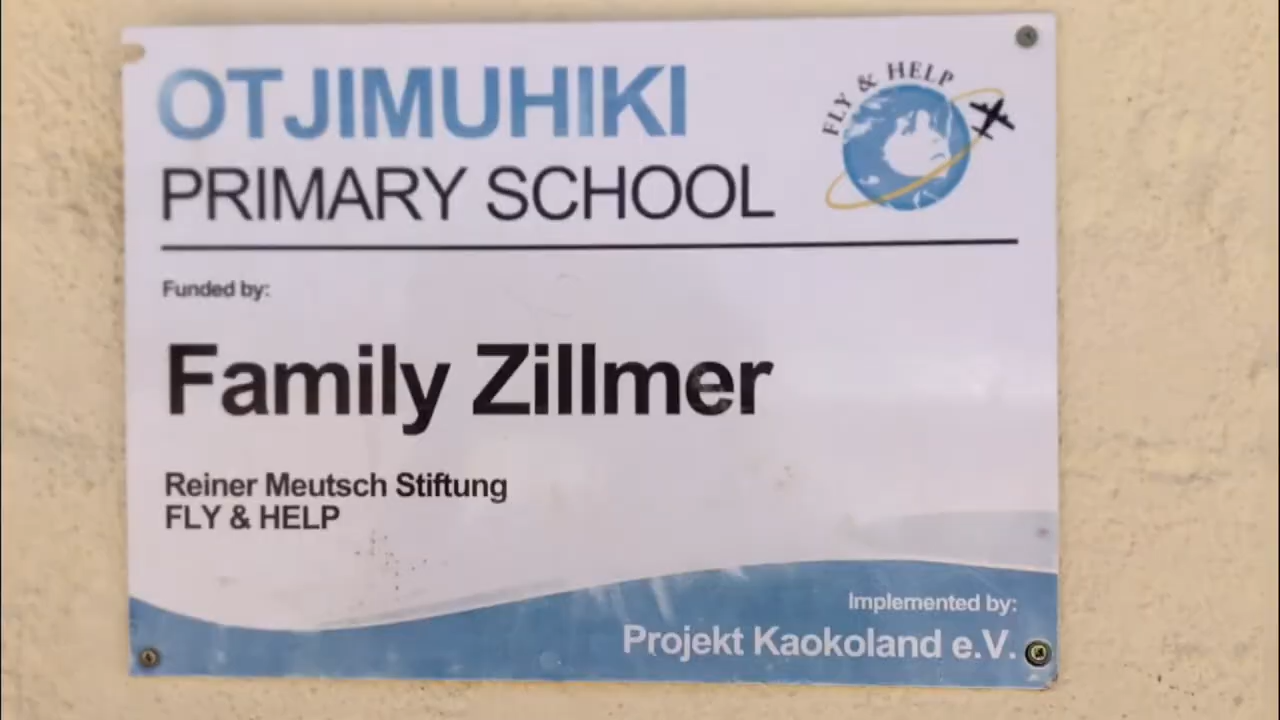 OTJIMUHIKI
PRIMARY SCHOOL
FLY & HELP
Funded by:
Family Zillmer
Reiner Meutsch Stiftung
FLY & HELP
Implemented by:
Projekt Kaokoland e.V.